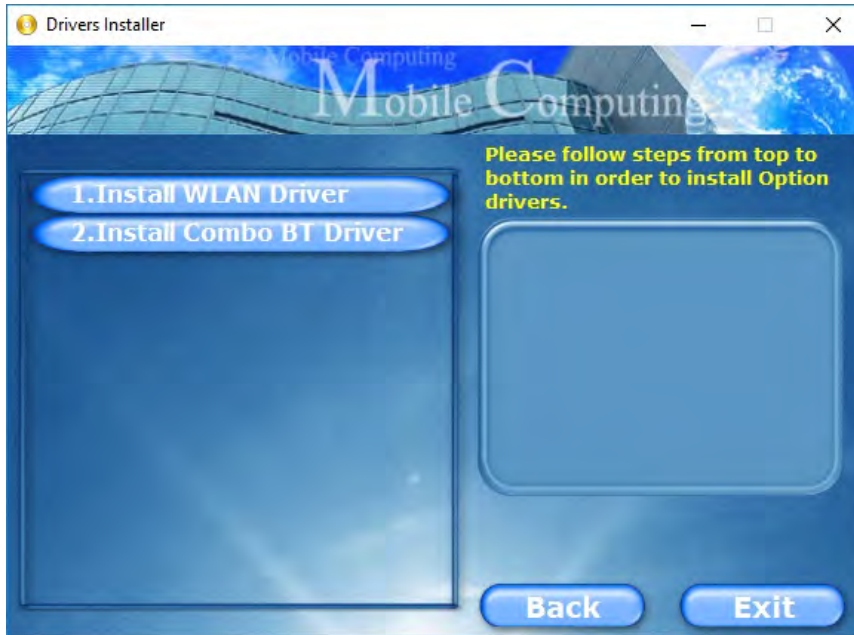 Drivers Installer
Mobile Computing
Mobile Computing
Please follow steps from top to
bottom in order to install Option
drivers.
1.Install WLAN Driver
2.Install Combo BT Driver
Back
Exit